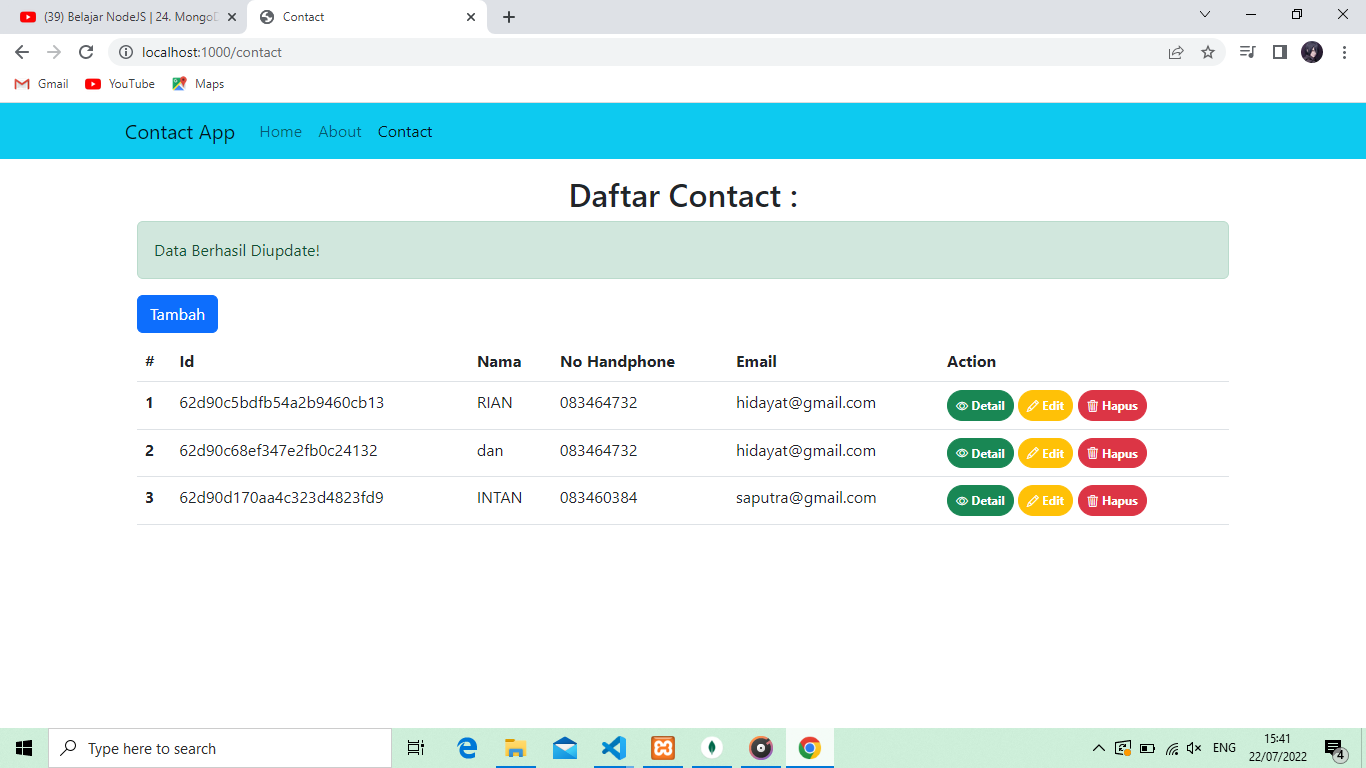 (39) Belajar NodeJS | 24. MongoD
Contact
localhost:1000/contact
Gmail YouTube Maps
Contact App Home About Contact
Daftar Contact :
Data Berhasil Diupdate!
Tambah
# Id Nama No Handphone Email Action
1 62d90c5bdfb54a2b9460cb13 RIAN 083464732 hidayat@gmail.com Detail Edit Hapus
2 62d90c68ef347e2fb0c24132 dan 083464732 hidayat@gmail.com Detail Edit Hapus
3 62d90d170aa4c323d4823fd9 INTAN 083460384 saputra@gmail.com Detail Edit Hapus
Type here to search
ENG
15:41
22/07/2022
4